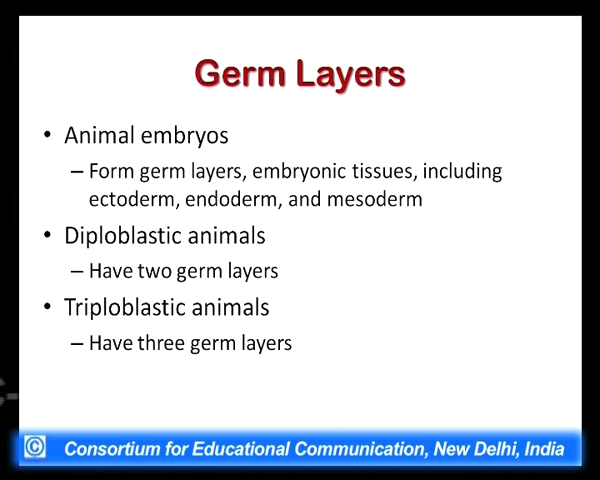 Germ Layers
• Animal embryos
– Form germ layers, embryonic tissues, including
ectoderm, endoderm, and mesoderm
• Diploblastic animals
– Have two germ layers
• Triploblastic animals
– Have three germ layers
© Consortium for Educational Communication, New Delhi, India